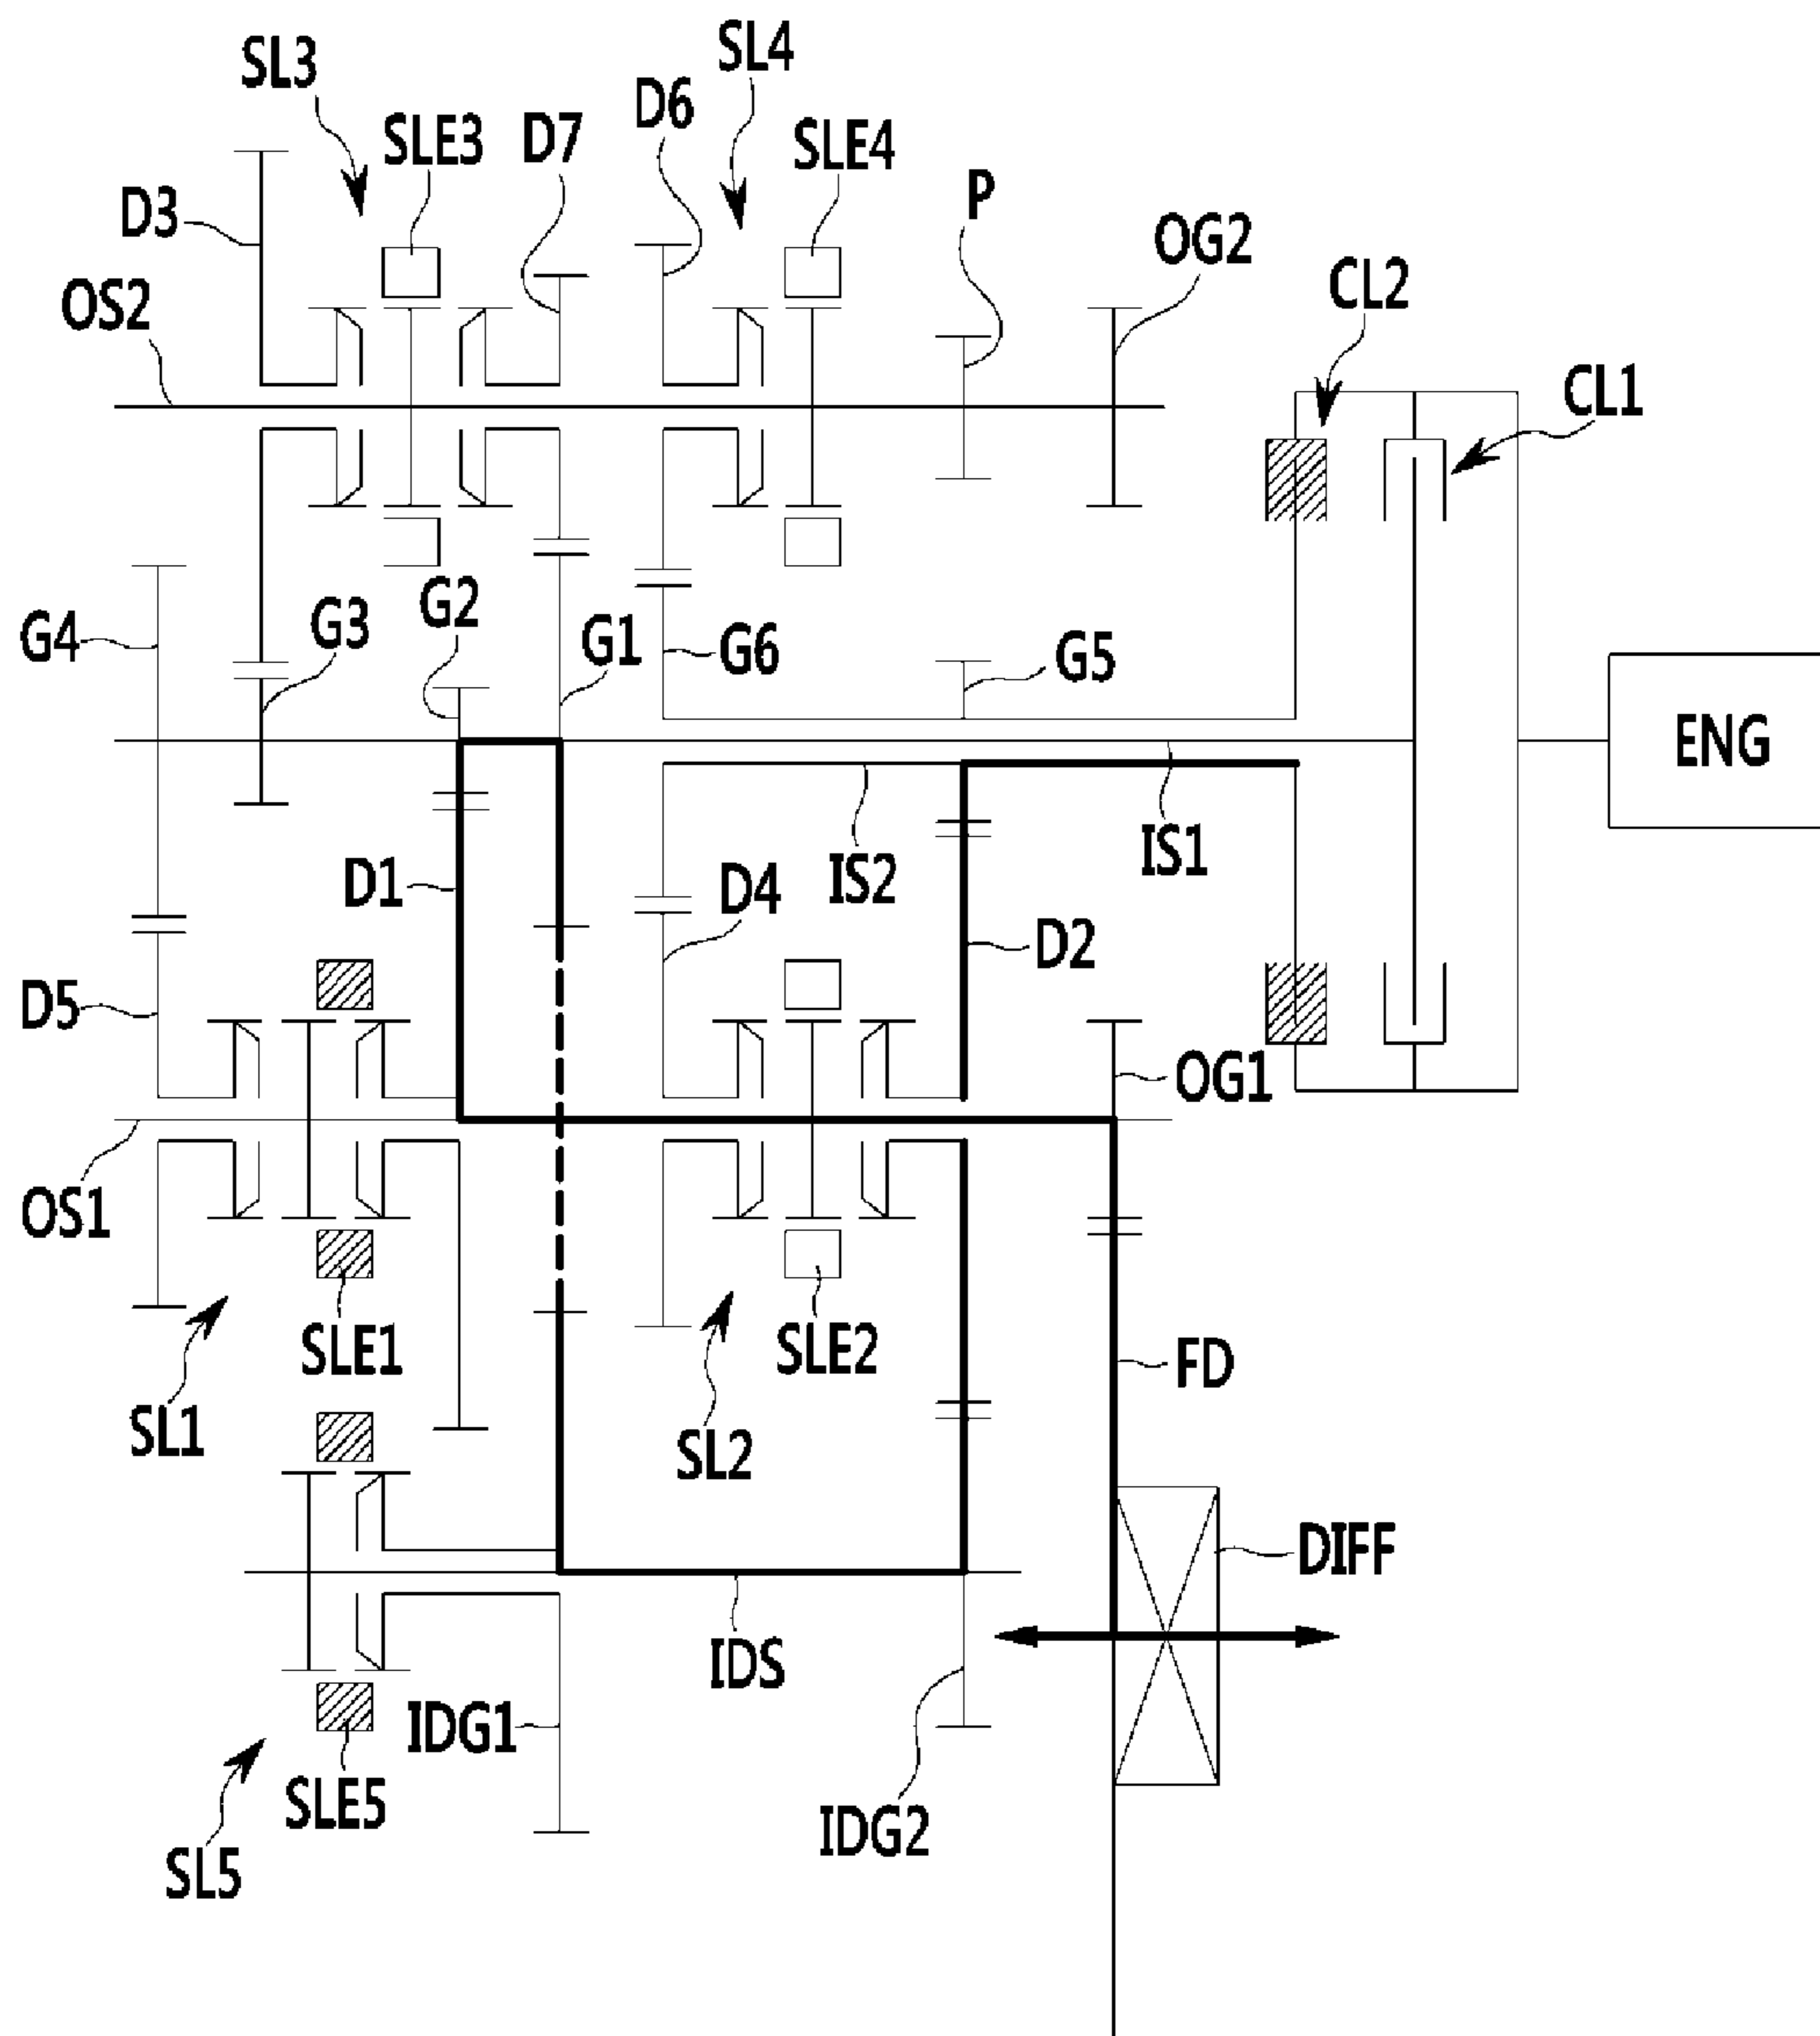 SL3
SL4
D6
SLE3
D7
SLE4
P
D3
OG2
OS2
CL2
CL1
G2
G3
G4
G1
G6
G5
ENG
D1
IS2
IS1
D4
D2
D5
OG1
OS1
SLE1
SLE2
FD
SL1
SL2
DIFF
IDS
IDG1
SLE5
IDG2
SL5